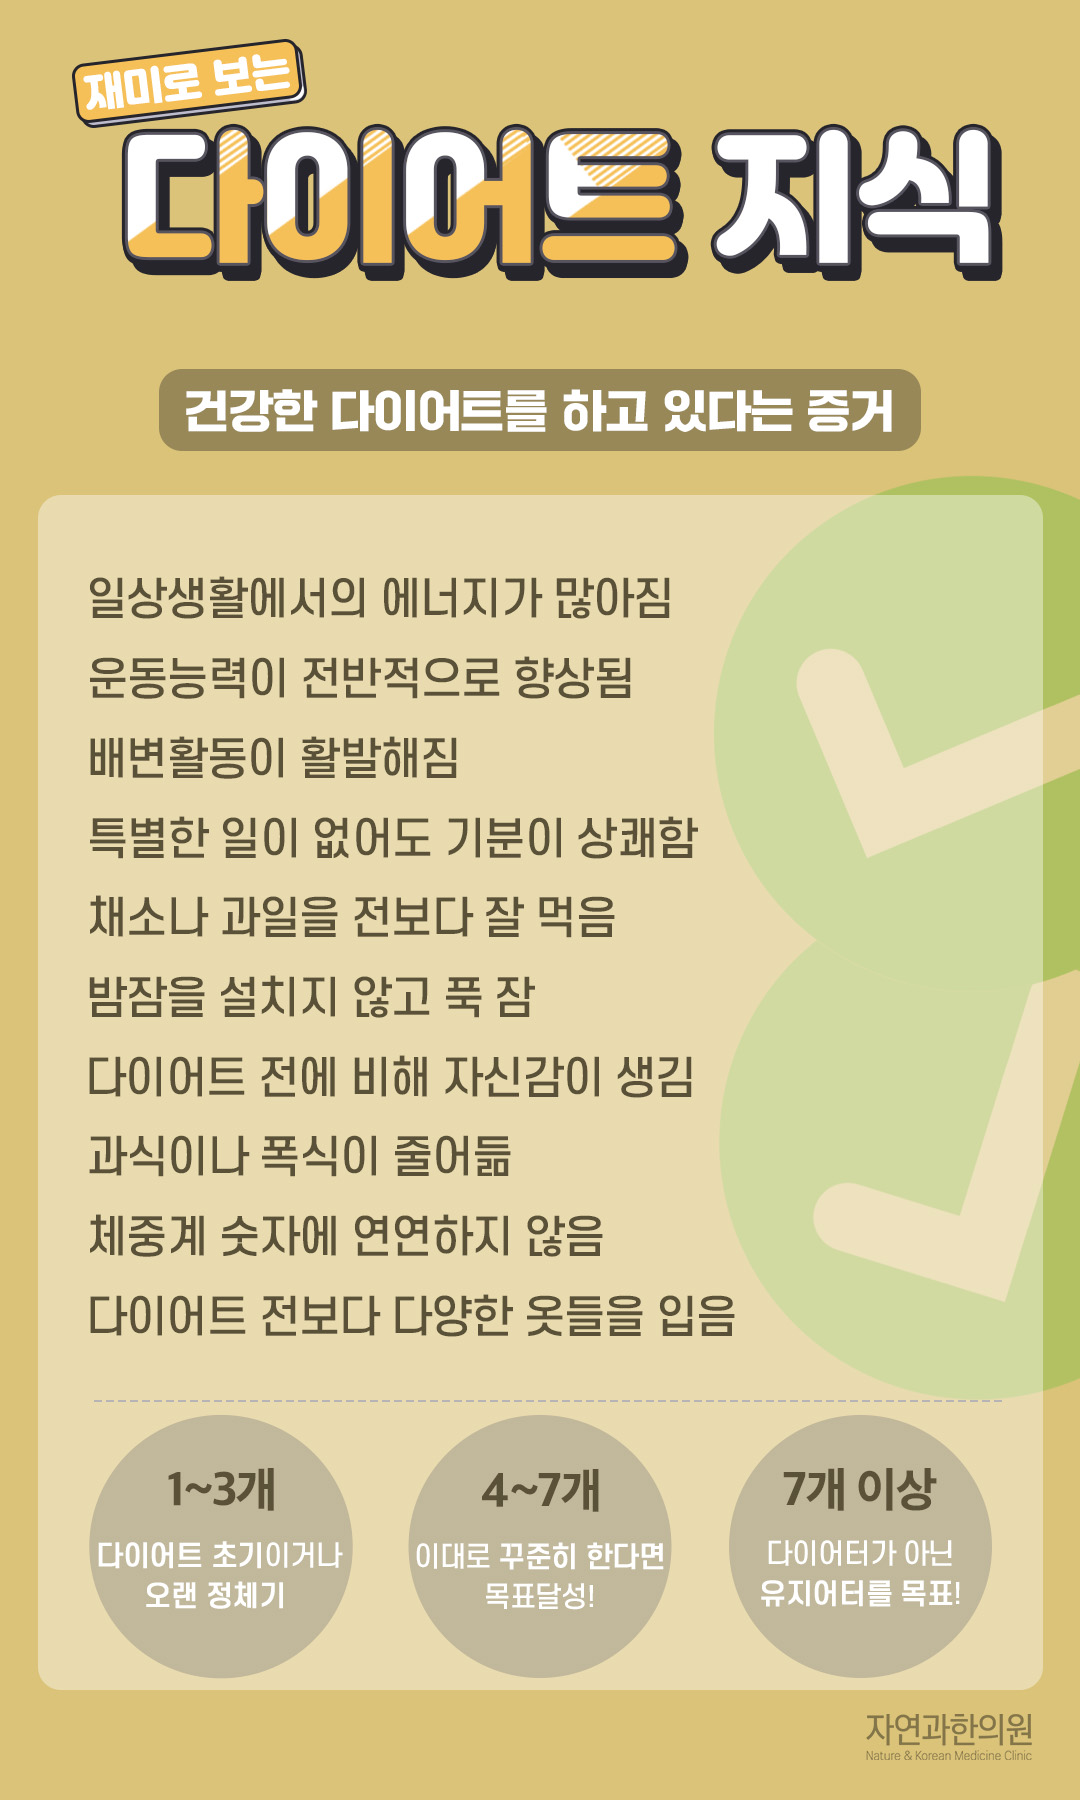 재미로 보는
다이어트 지식
건강한 다이어트를 하고 있다는 증거
일상생활에서의 에너지가 많아짐
운동능력이 전반적으로 향상됨
배변활동이 활발해짐
특별한 일이 없어도 기분이 상쾌함
채소나 과일을 전보다 잘 먹음
밤잠을 설치지 않고 푹 잠
다이어트 전에 비해 자신감이 생김
과식이나 폭식이 줄어듦
체중계 숫자에 연연하지 않음
다이어트 전보다 다양한 옷들을 입음
1~3개
다이어트 초기이거나
오랜 정체기
4~7개
이대로 꾸준히 한다면
목표달성!
7개 이상
다이어터가 아닌
유지어터를 목표!
자연과한의원
Nature & Korean Medicine Clinic